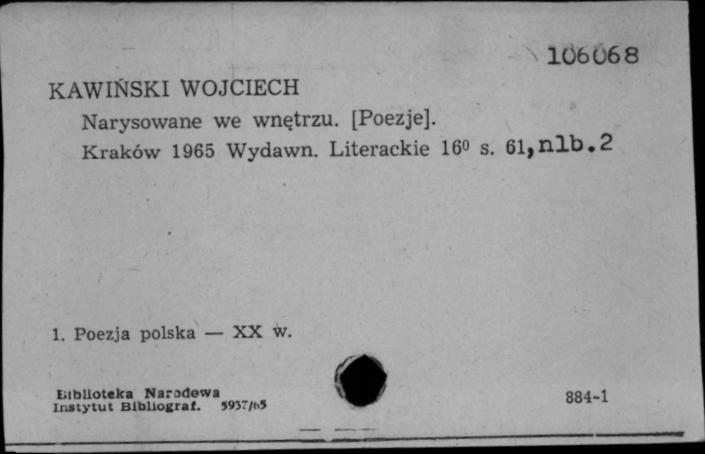 106068
KAWIŃSKI WOJCIECH
Narysowane we wnętrzu. [Poezje].
Kraków 1965 Wydawn. Literackie 16⁰ s. 61, nlb. 2
1. Poezja polska — XX w.
Biblioteka Narodowa
Instytut Bibliograf. 5937/65
884-1